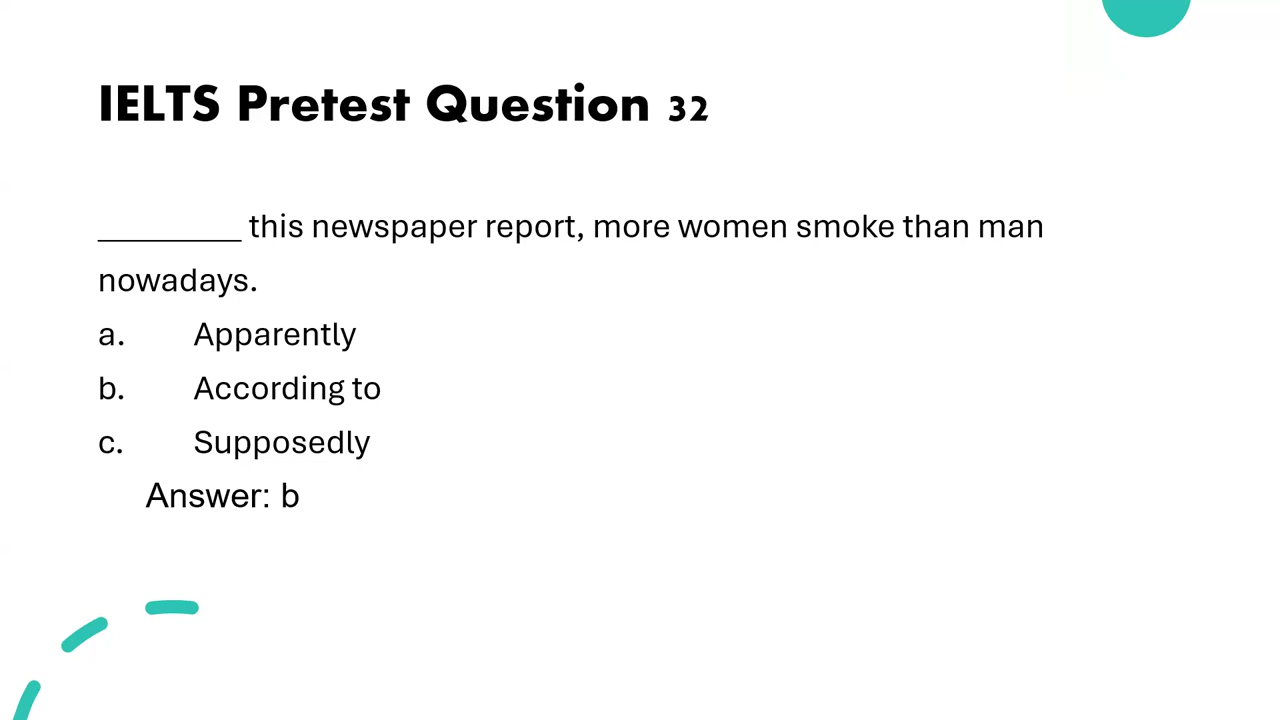 IELTS Pretest Question 32
_________ this newspaper report, more women smoke than man
nowadays.
a. Apparently
b. According to
c. Supposedly
Answer: b